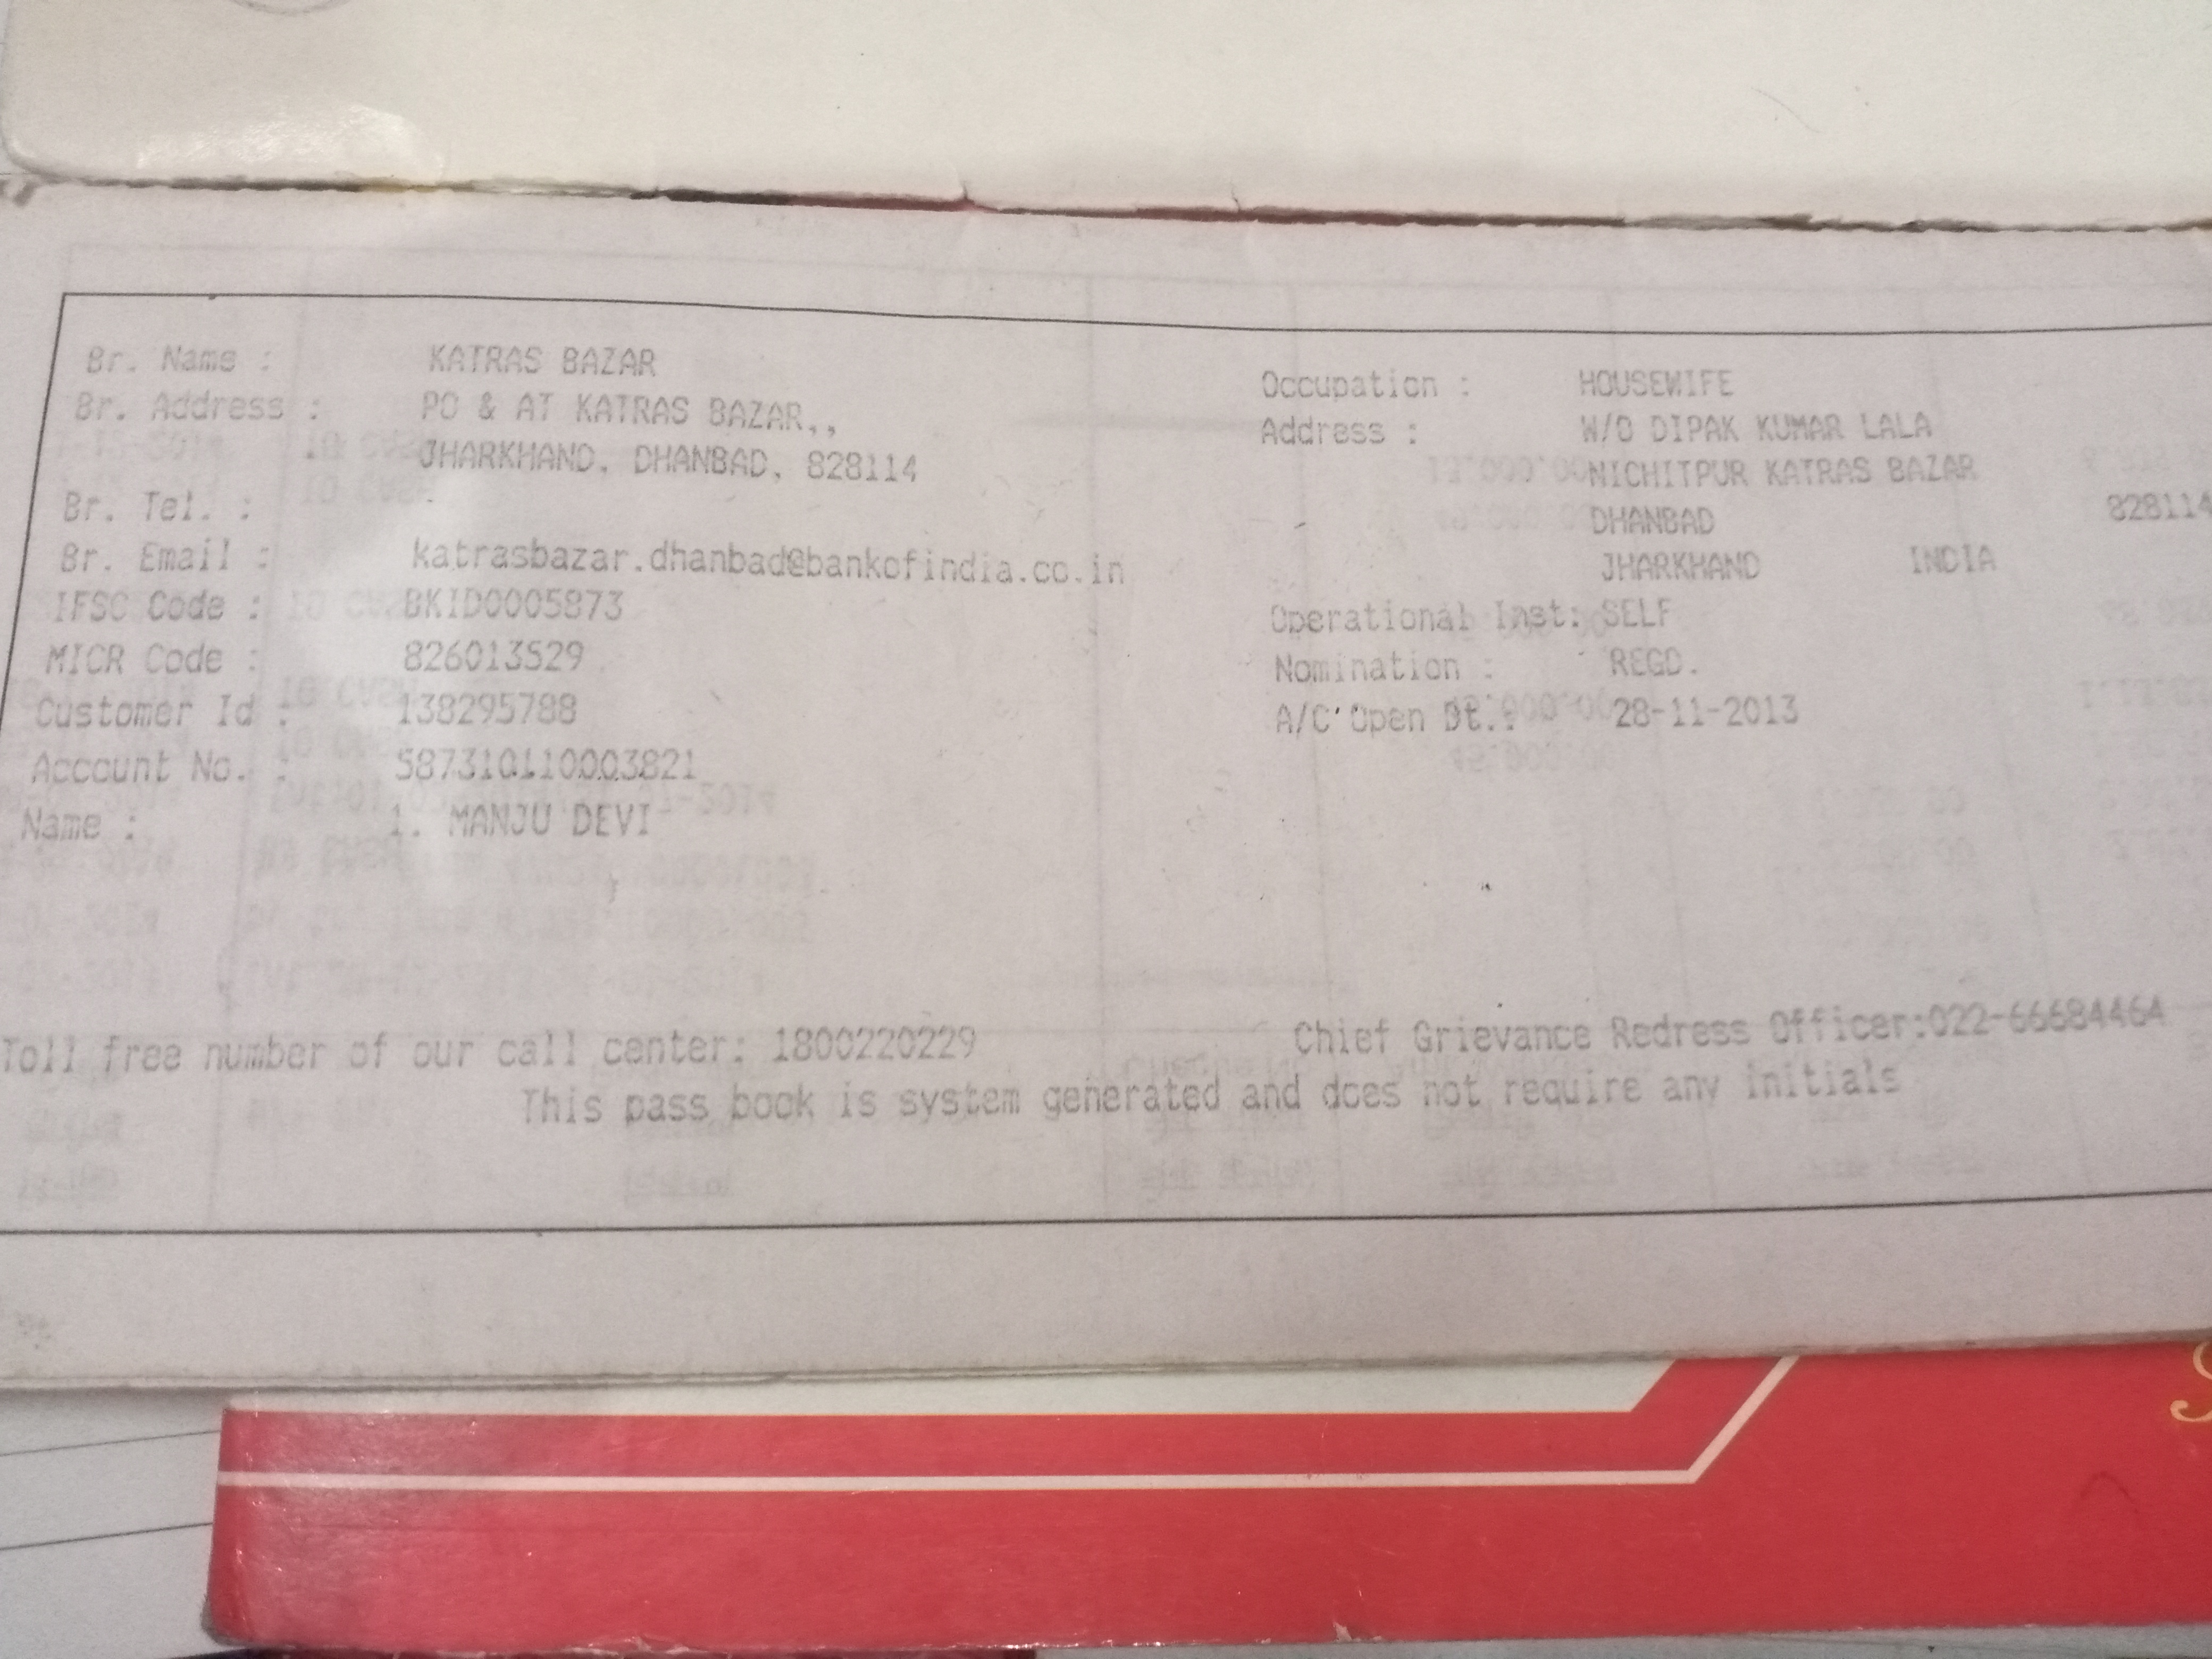 Br. Name : KATRAS BAZAR
Br. Address : PO & AT KATRAS BAZAR,,
JHARKHAND, DHANBAD, 828114
Br. Tel. :
Br. Email : katrasbazar.dhanbad@bankofindia.co.in
IFSC Code : BKID0005873
MICR Code : 826013529
Customer Id : 138295788
Account No. : 587310110003821
Name : 1. MANJU DEVI
Occupation : HOUSEWIFE
Address : W/O DIPAK KUMAR LALA
NICHITPUR KATRAS BAZAR
DHANBAD 828114
JHARKHAND INDIA
Operational Inst: SELF
Nomination : REGD.
A/C Open Dt.: 28-11-2013
Toll free number of our call center: 1800220229 Chief Grievance Redress Officer:022-66684464
This pass book is system generated and does not require any initials